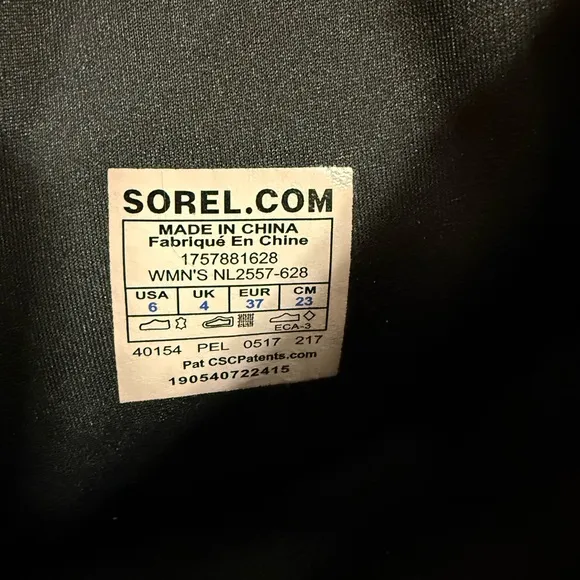 SOREL.COM
MADE IN CHINA
Fabriqué En Chine
1757881628
WMN'S NL2557-628
USA UK EUR CM
6 4 37 23
ECA-3
40154 PEL 0517 217
Pat CSCPatents.com
190540722415